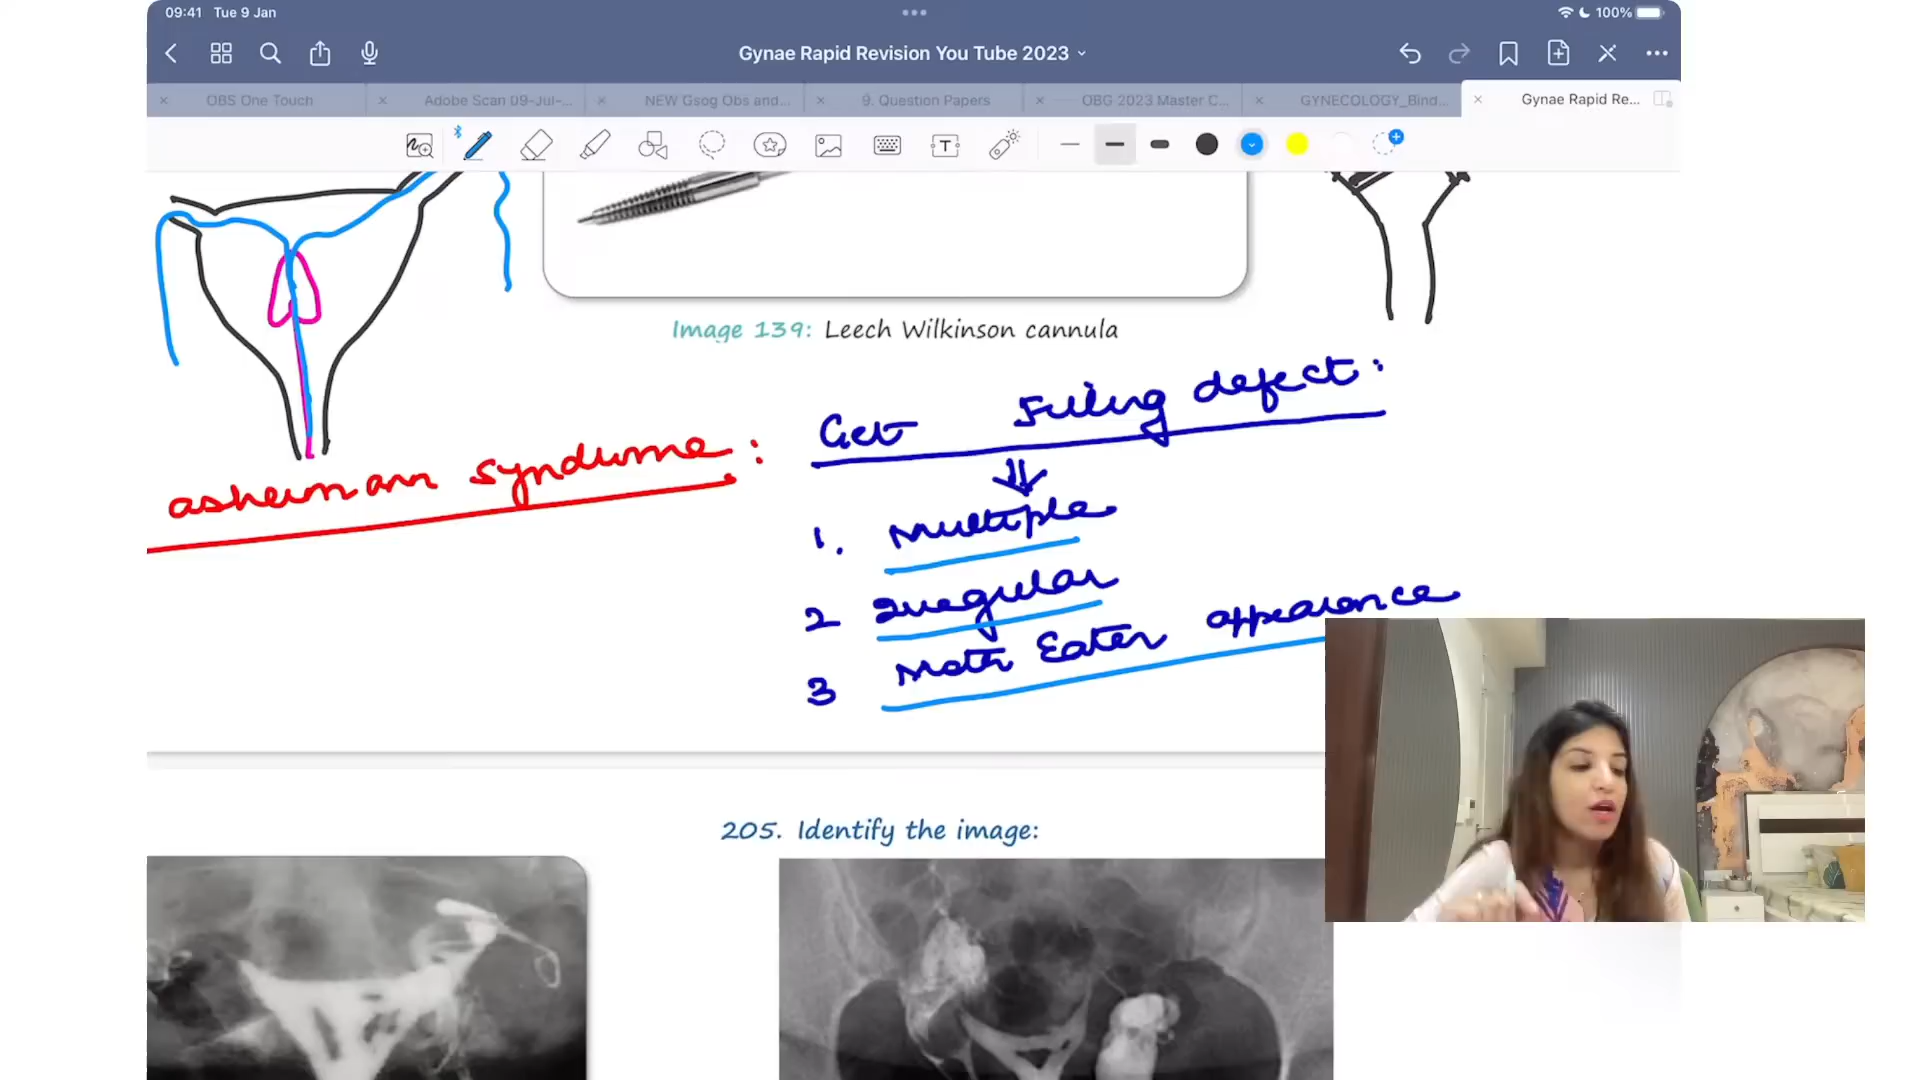 09:41 Tue 9 Jan 100%
Gynae Rapid Revision You Tube 2023
OBS One Touch Adobe Scan 09-Jul-... NEW Gsog Obs and... 9. Question Papers OBG 2023 Master C... GYNECOLOGY_Bind... Gynae Rapid Re...
T
Image 139: Leech Wilkinson cannula
Get filling defect:
asherman syndrome:
1. Multiple
2 Irregular
3 Moth Eaten appearance
205. Identify the image: